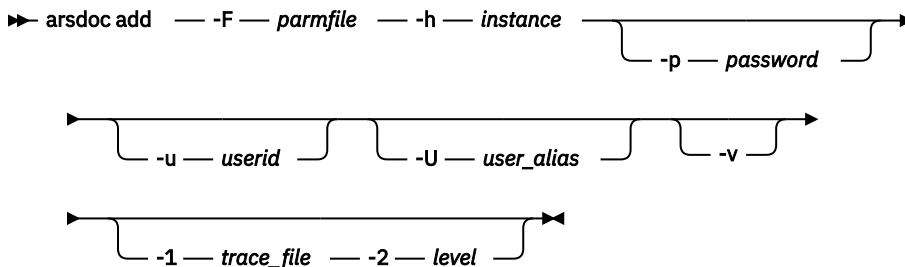 arsdoc add -F parmfile -h instance
-p password
-u userid -U user_alias -v
-1 trace_file -2 level